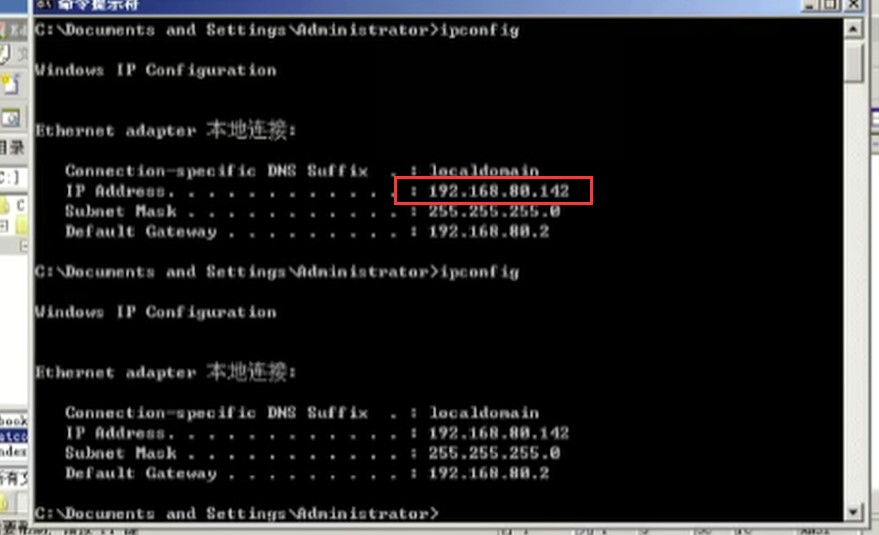 命令提示符
C:\Documents and Settings\Administrator>ipconfig
Windows IP Configuration
Ethernet adapter 本地连接:
Connection-specific DNS Suffix . : localdomain
IP Address. . . . . . . . . . . . : 192.168.80.142
Subnet Mask . . . . . . . . . . . : 255.255.255.0
Default Gateway . . . . . . . . . : 192.168.80.2
C:\Documents and Settings\Administrator>ipconfig
Windows IP Configuration
Ethernet adapter 本地连接:
Connection-specific DNS Suffix . : localdomain
IP Address. . . . . . . . . . . . : 192.168.80.142
Subnet Mask . . . . . . . . . . . : 255.255.255.0
Default Gateway . . . . . . . . . : 192.168.80.2
C:\Documents and Settings\Administrator>
目录
C:]
C